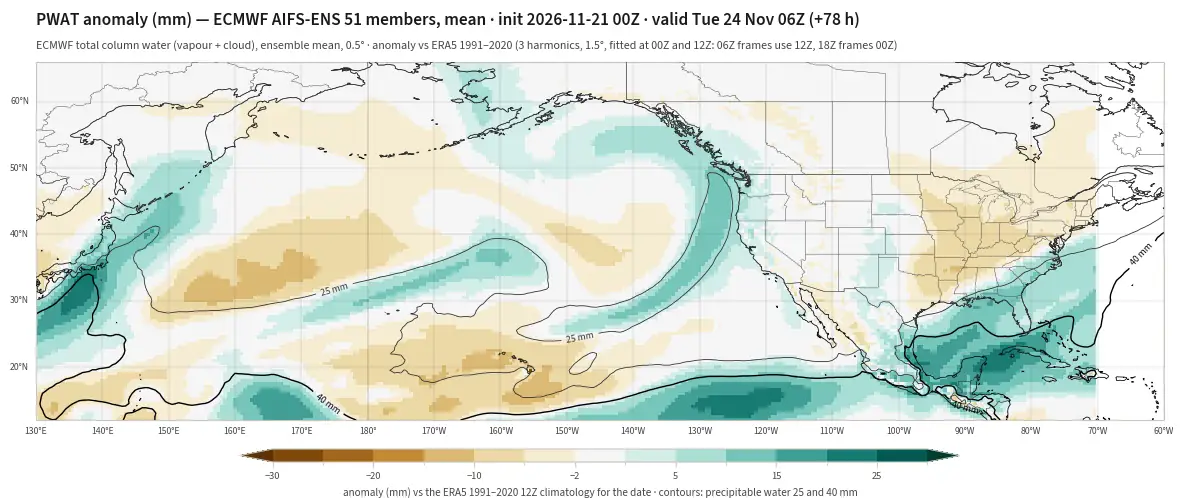 PWAT anomaly (mm) — ECMWF AIFS-ENS 51 members, mean · init 2026-11-21 00Z · valid Tue 24 Nov 06Z (+78 h)
ECMWF total column water (vapour + cloud), ensemble mean, 0.5° · anomaly vs ERA5 1991–2020 (3 harmonics, 1.5°, fitted at 00Z and 12Z: 06Z frames use 12Z, 18Z frames 00Z)
60°N
50°N
40°N
40 mm
25 mm
30°N
25 mm
20°N
40 mm
40 mm
130°E 140°E 150°E 160°E 170°E 180° 170°W 160°W 150°W 140°W 130°W 120°W 110°W 100°W 90°W 80°W 70°W 60°W
−30 −20 −10 −2 5 15 25
anomaly (mm) vs the ERA5 1991–2020 12Z climatology for the date · contours: precipitable water 25 and 40 mm